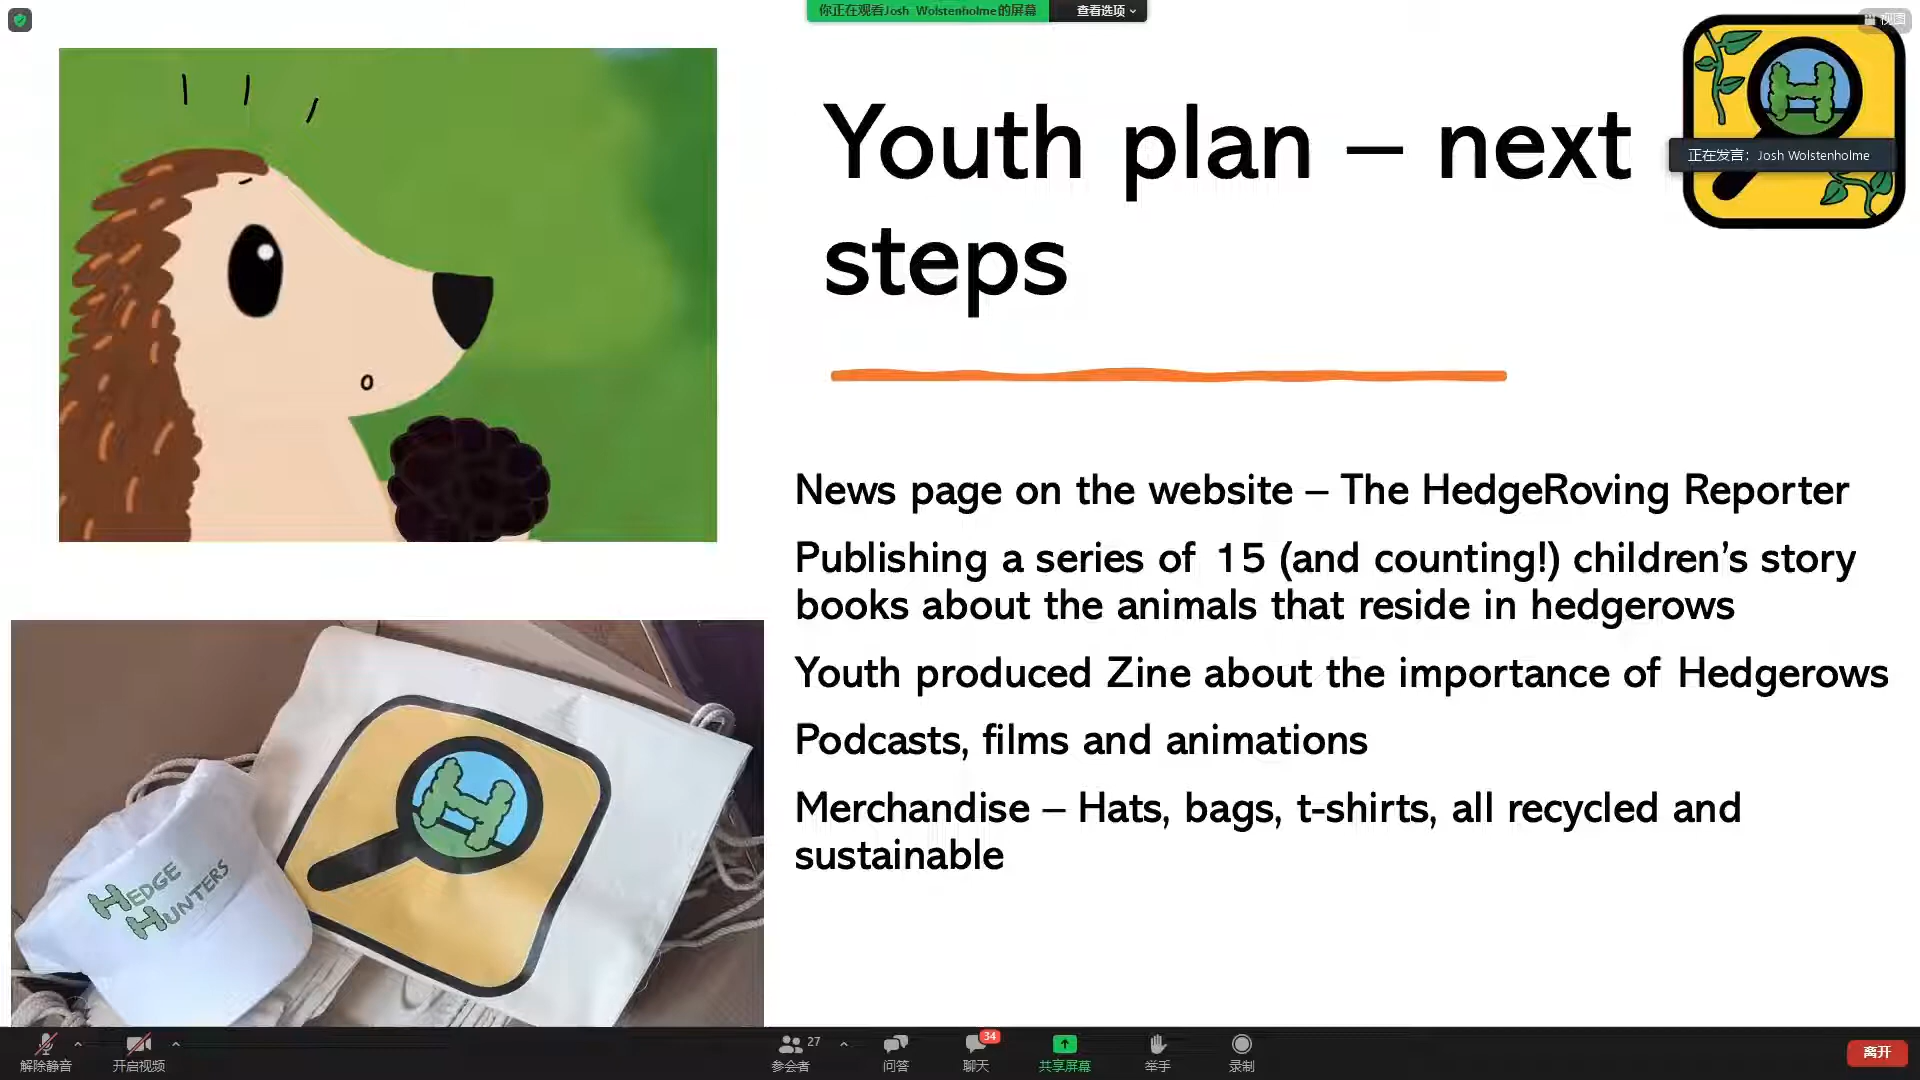 你正在观看Josh Wolstenholme的屏幕
查看选项
视图
Youth plan – next
steps
正在发言: Josh Wolstenholme
News page on the website – The HedgeRoving Reporter
Publishing a series of 15 (and counting!) children’s story
books about the animals that reside in hedgerows
Youth produced Zine about the importance of Hedgerows
Podcasts, films and animations
Merchandise – Hats, bags, t-shirts, all recycled and
sustainable
H
H
HEDGE
HUNTERS
解除静音
开启视频
27
参会者
问答
34
聊天
共享屏幕
举手
录制
离开